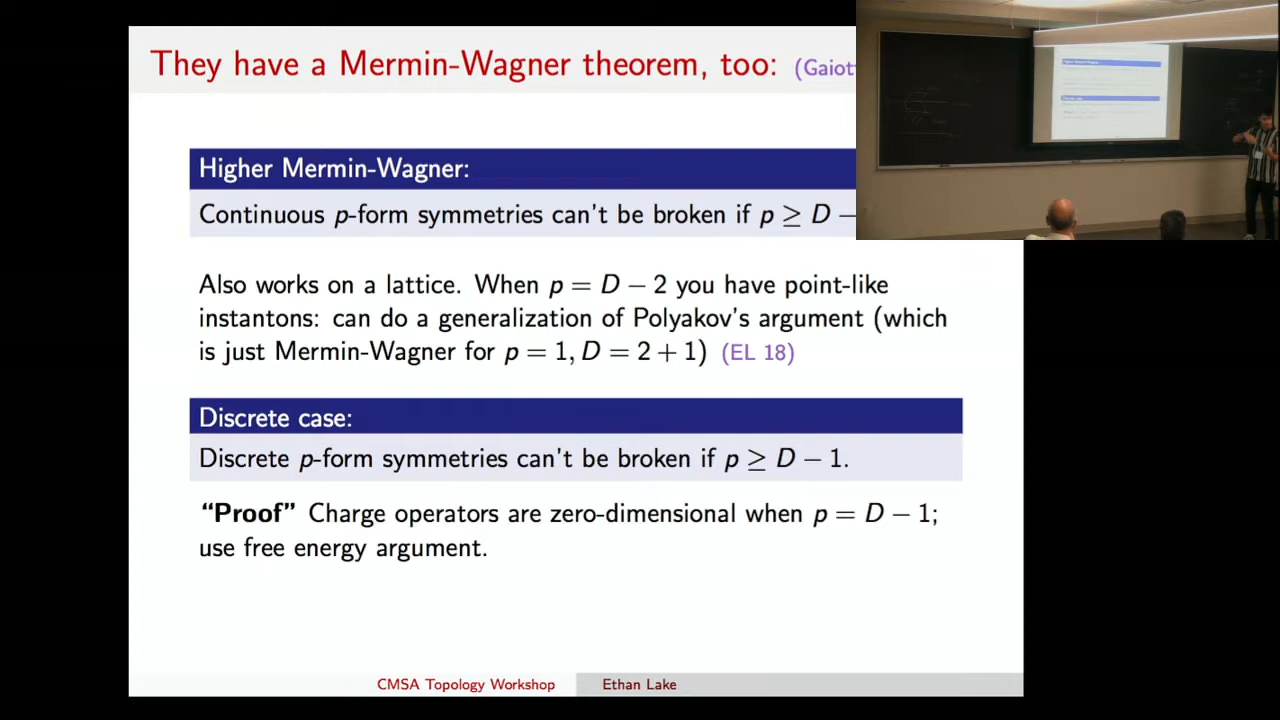 They have a Mermin-Wagner theorem, too:
Higher Mermin-Wagner:
Continuous p-form symmetries can't be broken if p ≥ D −
Also works on a lattice. When p = D − 2 you have point-like
instantons: can do a generalization of Polyakov's argument (which
is just Mermin-Wagner for p = 1, D = 2 + 1) (EL 18)
Discrete case:
Discrete p-form symmetries can't be broken if p ≥ D − 1.
“Proof” Charge operators are zero-dimensional when p = D − 1;
use free energy argument.
CMSA Topology Workshop Ethan Lake